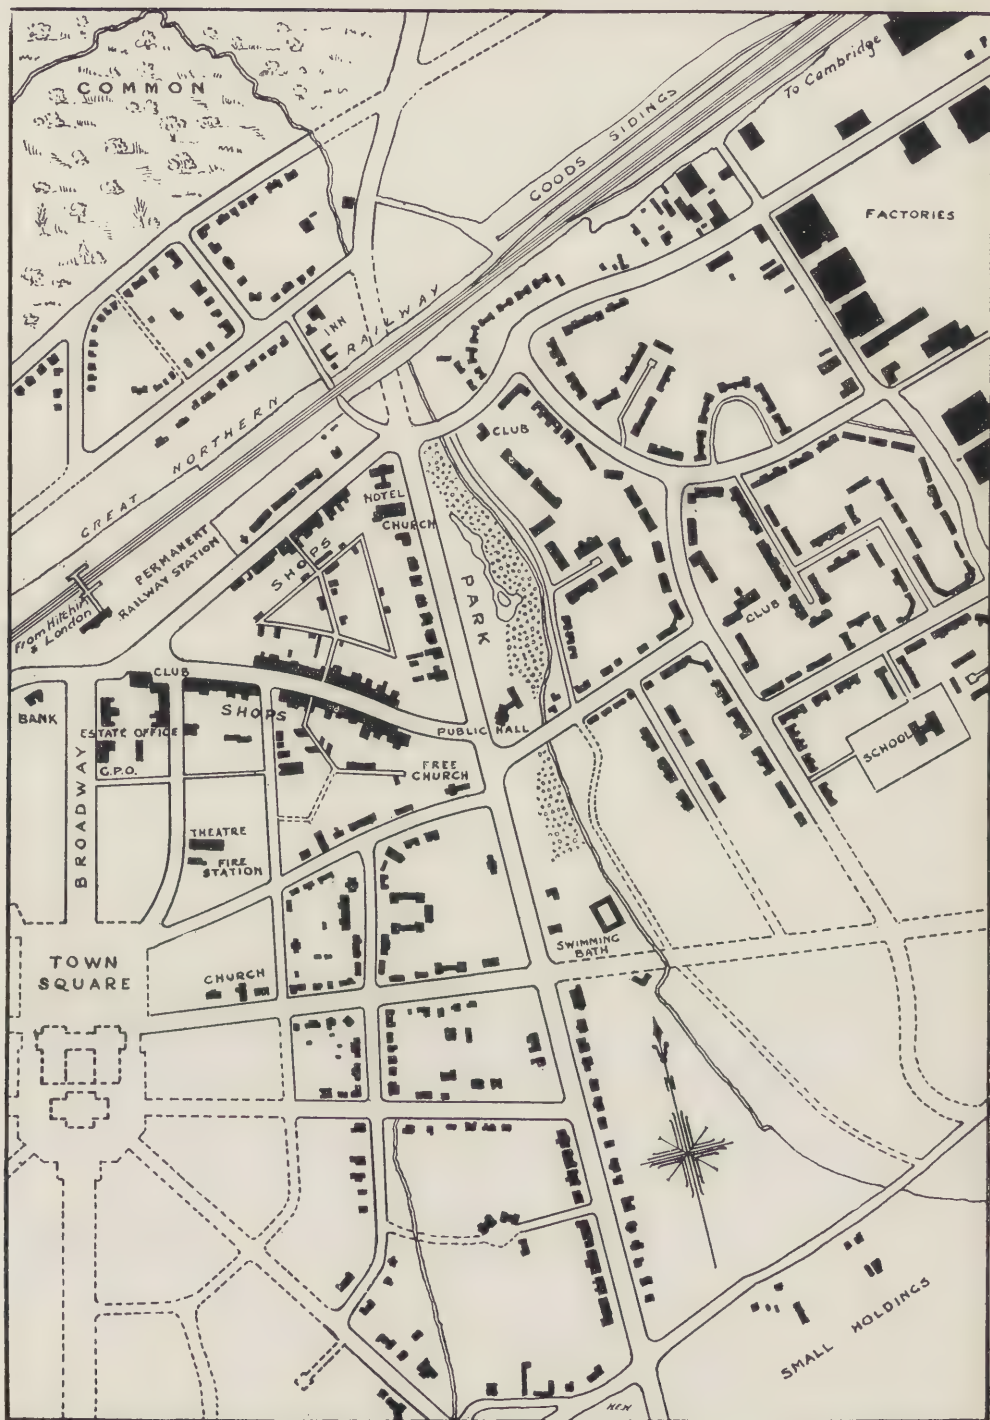 COMMON
GOODS SIDINGS
To Cambridge
FACTORIES
INN
GREAT NORTHERN RAILWAY
CLUB
HOTEL
CHURCH
PERMANENT
RAILWAY STATION
SHOPS
PARK
From Hitchin
& London
CLUB
CLUB
BANK
SHOPS
ESTATE OFFICE
PUBLIC HALL
SCHOOL
G.P.O.
FREE
CHURCH
BROADWAY
THEATRE
FIRE
STATION
SWIMMING
BATH
TOWN
SQUARE
CHURCH
N
SMALL HOLDINGS